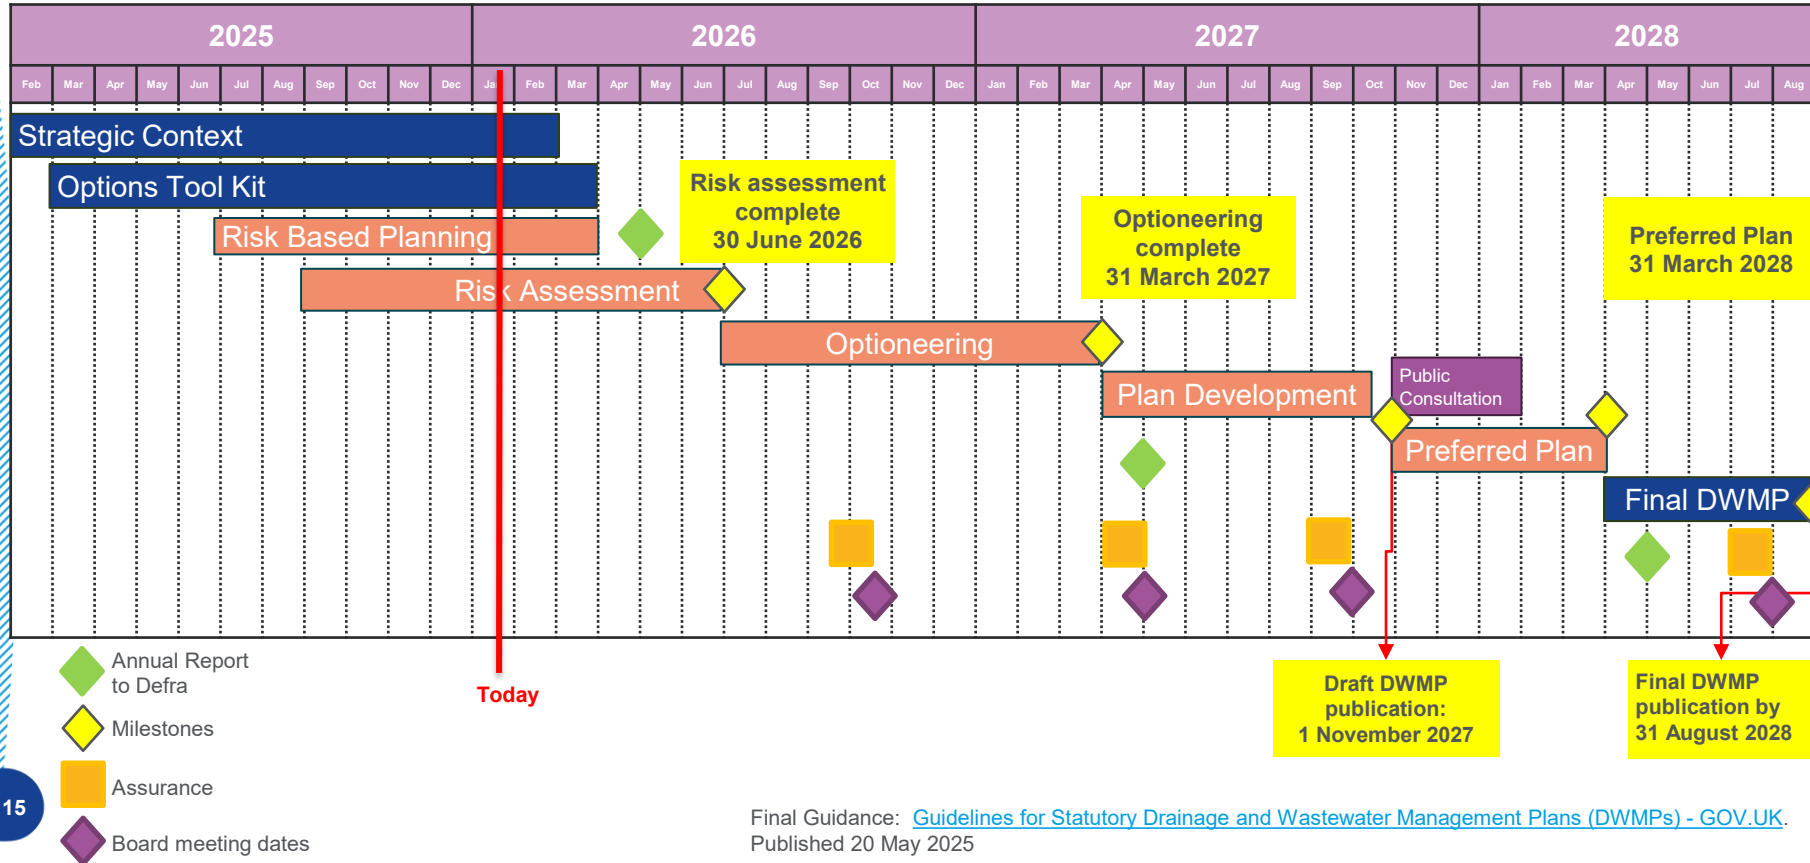 2025 2026 2027 2028
Feb Mar Apr May Jun Jul Aug Sep Oct Nov Dec Jan Feb Mar Apr May Jun Jul Aug Sep Oct Nov Dec Jan Feb Mar Apr May Jun Jul Aug Sep Oct Nov Dec Jan Feb Mar Apr May Jun Jul Aug
Strategic Context
Options Tool Kit
Risk Based Planning
Risk assessment
complete
30 June 2026
Risk Assessment
Optioneering
complete
31 March 2027
Preferred Plan
31 March 2028
Optioneering
Plan Development
Public
Consultation
Preferred Plan
Final DWMP
Today
Draft DWMP
publication:
1 November 2027
Final DWMP
publication by
31 August 2028
Annual Report
to Defra
Milestones
Assurance
Board meeting dates
15
Final Guidance: Guidelines for Statutory Drainage and Wastewater Management Plans (DWMPs) - GOV.UK.
Published 20 May 2025